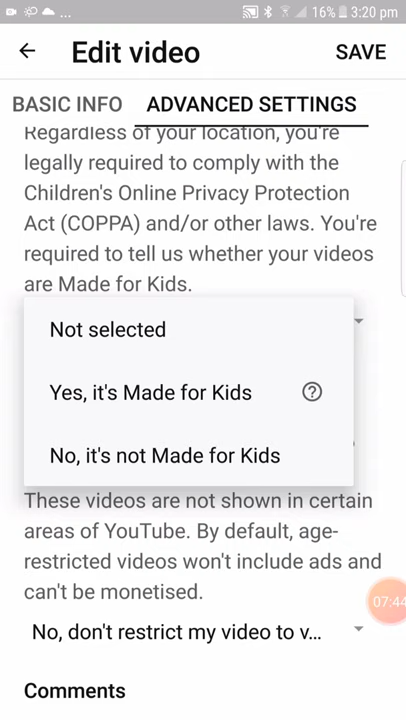 ... 16% 3:20 pm
Edit video SAVE
BASIC INFO ADVANCED SETTINGS
Regardless of your location, you're
legally required to comply with the
Children's Online Privacy Protection
Act (COPPA) and/or other laws. You're
required to tell us whether your videos
are Made for Kids.
Not selected
Yes, it's Made for Kids ?
No, it's not Made for Kids
These videos are not shown in certain
areas of YouTube. By default, age-
restricted videos won't include ads and
can't be monetised.
07:44
No, don't restrict my video to v...
Comments